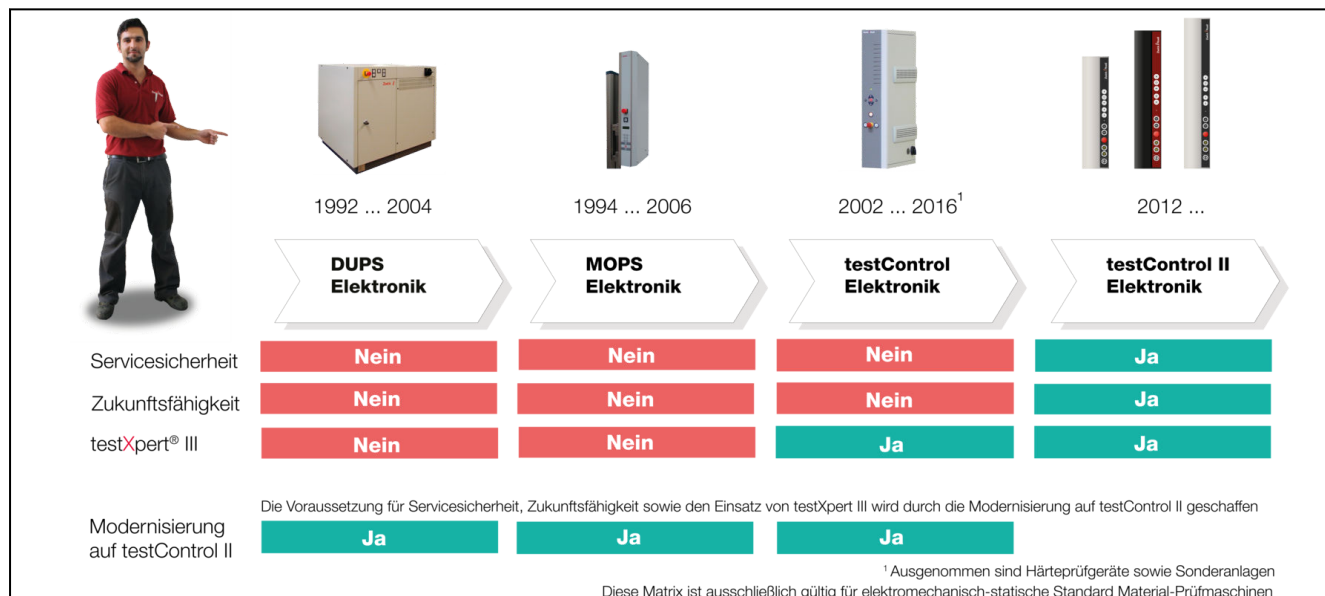 1992 ... 2004
1994 ... 2006
2002 ... 2016¹
2012 ...
DUPS
Elektronik
MOPS
Elektronik
testControl
Elektronik
testControl II
Elektronik
Servicesicherheit Nein Nein Nein Ja
Zukunftsfähigkeit Nein Nein Nein Ja
testXpert® III Nein Nein Ja Ja
Die Voraussetzung für Servicesicherheit, Zukunftsfähigkeit sowie den Einsatz von testXpert III wird durch die Modernisierung auf testControl II geschaffen
Modernisierung
auf testControl II
Ja Ja Ja
¹ Ausgenommen sind Härteprüfgeräte sowie Sonderanlagen
Diese Matrix ist ausschließlich gültig für elektromechanisch-statische Standard Material-Prüfmaschinen